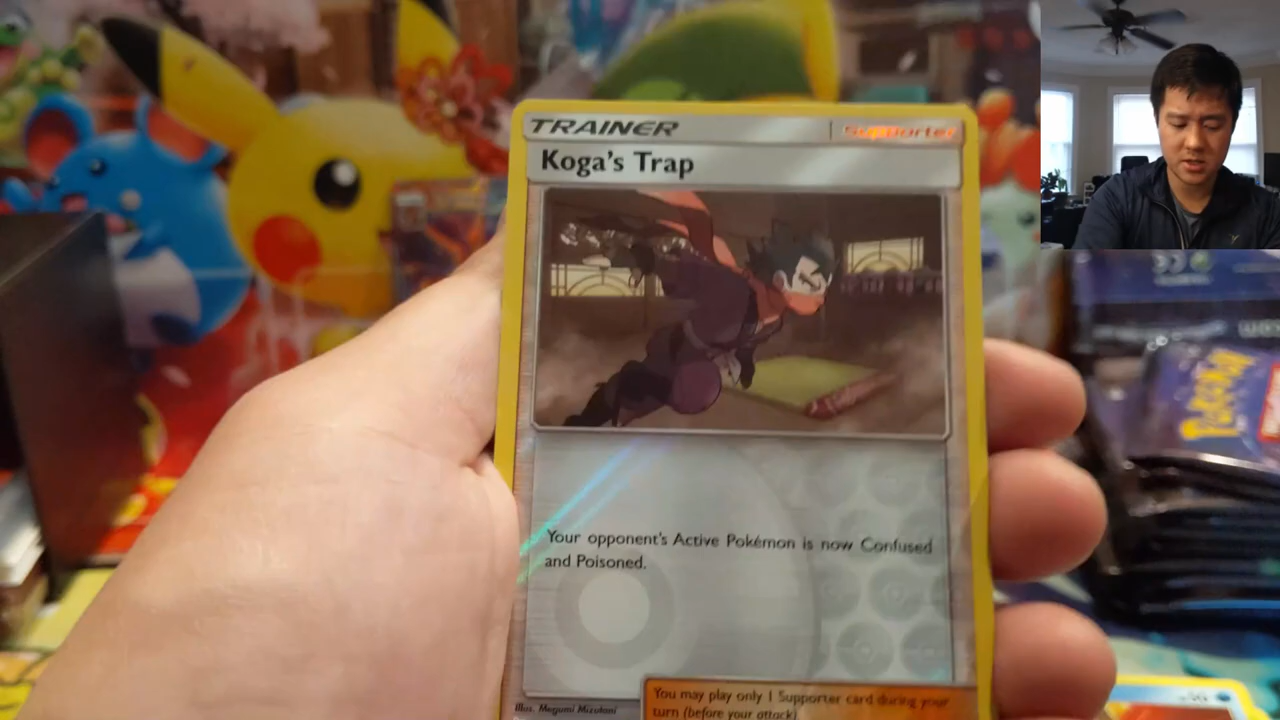 TRAINER
Supporter
Koga's Trap
Your opponent's Active Pokémon is now Confused
and Poisoned.
Illus. Megumi Mizutani
You may play only 1 Supporter card during your
turn (before your attack).
POKÉMON